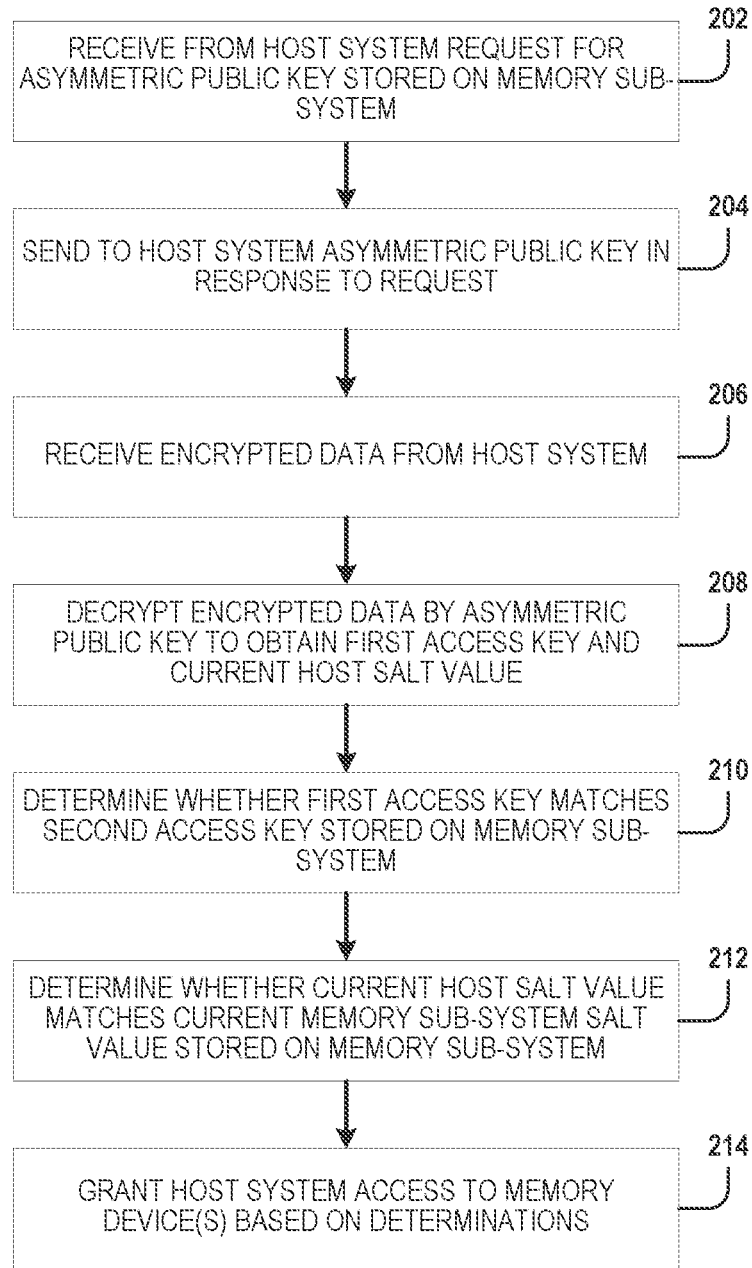 202
RECEIVE FROM HOST SYSTEM REQUEST FOR
ASYMMETRIC PUBLIC KEY STORED ON MEMORY SUB-
SYSTEM
204
SEND TO HOST SYSTEM ASYMMETRIC PUBLIC KEY IN
RESPONSE TO REQUEST
206
RECEIVE ENCRYPTED DATA FROM HOST SYSTEM
208
DECRYPT ENCRYPTED DATA BY ASYMMETRIC
PUBLIC KEY TO OBTAIN FIRST ACCESS KEY AND
CURRENT HOST SALT VALUE
210
DETERMINE WHETHER FIRST ACCESS KEY MATCHES
SECOND ACCESS KEY STORED ON MEMORY SUB-
SYSTEM
212
DETERMINE WHETHER CURRENT HOST SALT VALUE
MATCHES CURRENT MEMORY SUB-SYSTEM SALT
VALUE STORED ON MEMORY SUB-SYSTEM
214
GRANT HOST SYSTEM ACCESS TO MEMORY
DEVICE(S) BASED ON DETERMINATIONS